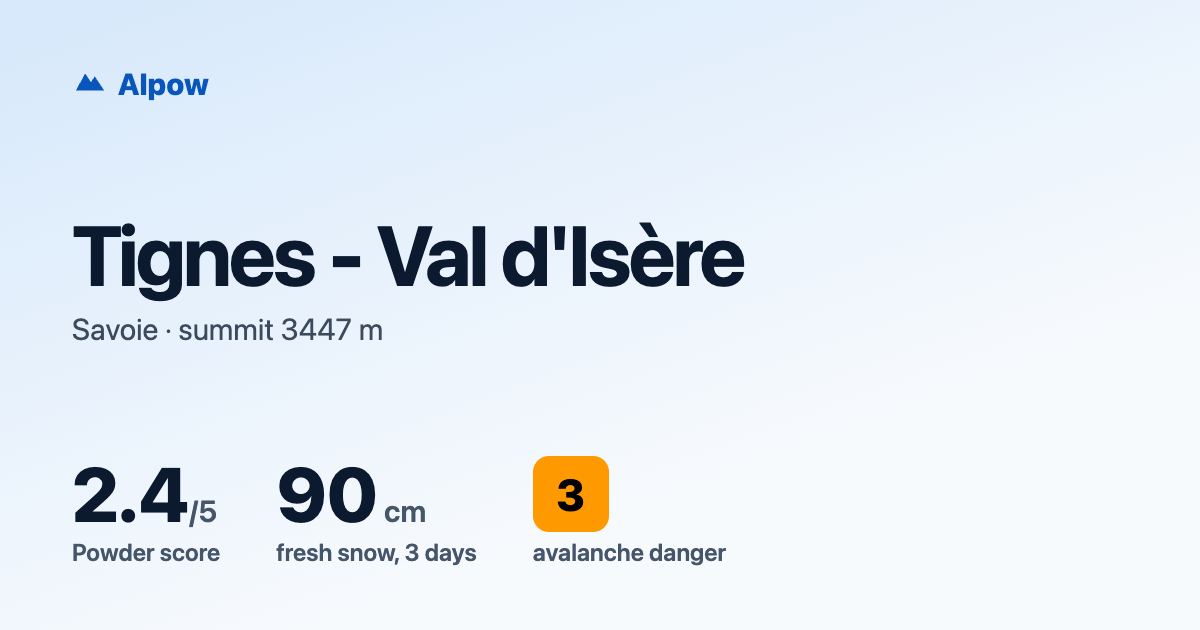 Alpow
Tignes - Val d'Isère
Savoie · summit 3447 m
2.4/5
Powder score
90 cm
fresh snow, 3 days
3
avalanche danger